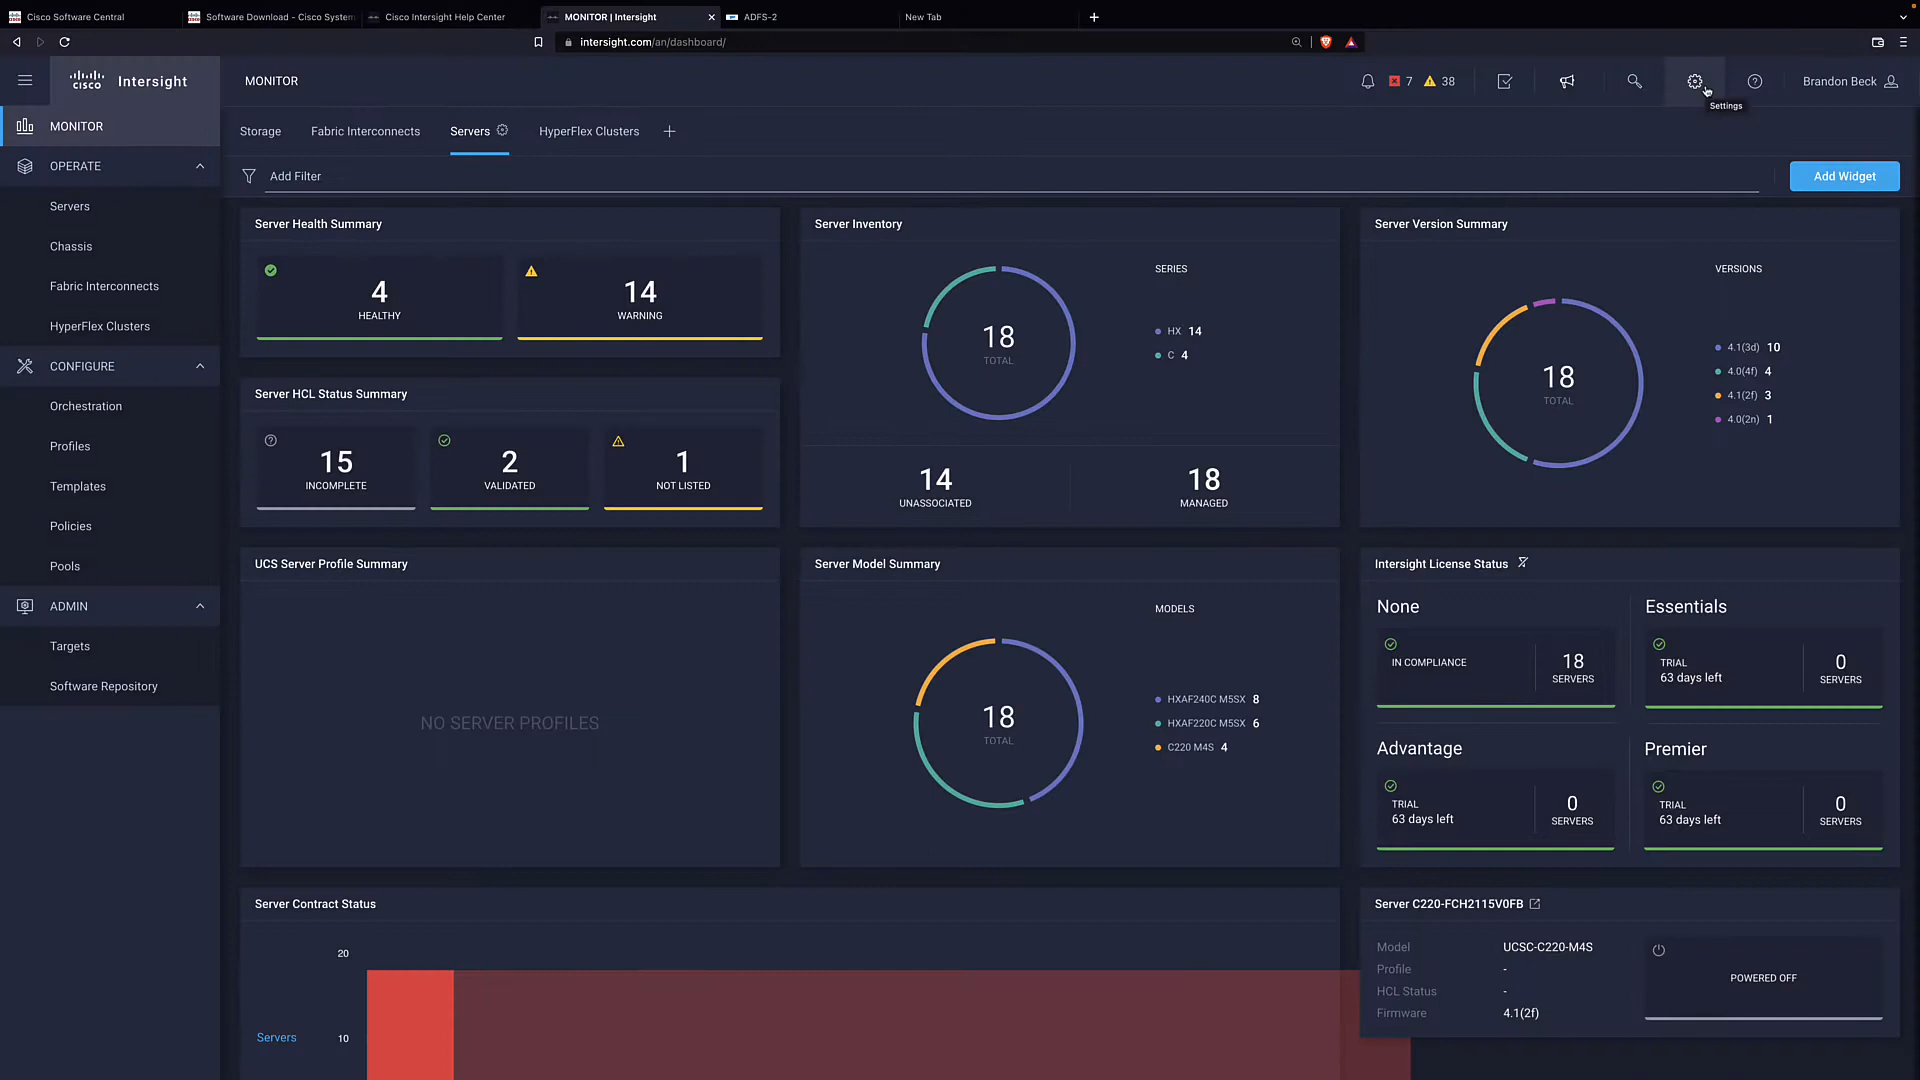 Cisco Software Central
Software Download - Cisco System
Cisco Intersight Help Center
MONITOR | Intersight
ADFS-2
New Tab
intersight.com/an/dashboard/
cisco Intersight
MONITOR
7
38
Brandon Beck
Settings
MONITOR
OPERATE
Servers
Chassis
Fabric Interconnects
HyperFlex Clusters
CONFIGURE
Orchestration
Profiles
Templates
Policies
Pools
ADMIN
Targets
Software Repository
Storage
Fabric Interconnects
Servers
HyperFlex Clusters
Add Filter
Add Widget
Server Health Summary
4
HEALTHY
14
WARNING
Server HCL Status Summary
15
INCOMPLETE
2
VALIDATED
1
NOT LISTED
Server Inventory
18
TOTAL
SERIES
HX 14
C 4
14
UNASSOCIATED
18
MANAGED
Server Version Summary
18
TOTAL
VERSIONS
4.1(3d) 10
4.0(4f) 4
4.1(2f) 3
4.0(2n) 1
UCS Server Profile Summary
NO SERVER PROFILES
Server Model Summary
18
TOTAL
MODELS
HXAF240C M5SX 8
HXAF220C M5SX 6
C220 M4S 4
Intersight License Status
None
IN COMPLIANCE
18
SERVERS
Essentials
TRIAL
63 days left
0
SERVERS
Advantage
TRIAL
63 days left
0
SERVERS
Premier
TRIAL
63 days left
0
SERVERS
Server Contract Status
20
10
Servers
Server C220-FCH2115V0FB
Model UCSC-C220-M4S
Profile -
HCL Status -
Firmware 4.1(2f)
POWERED OFF